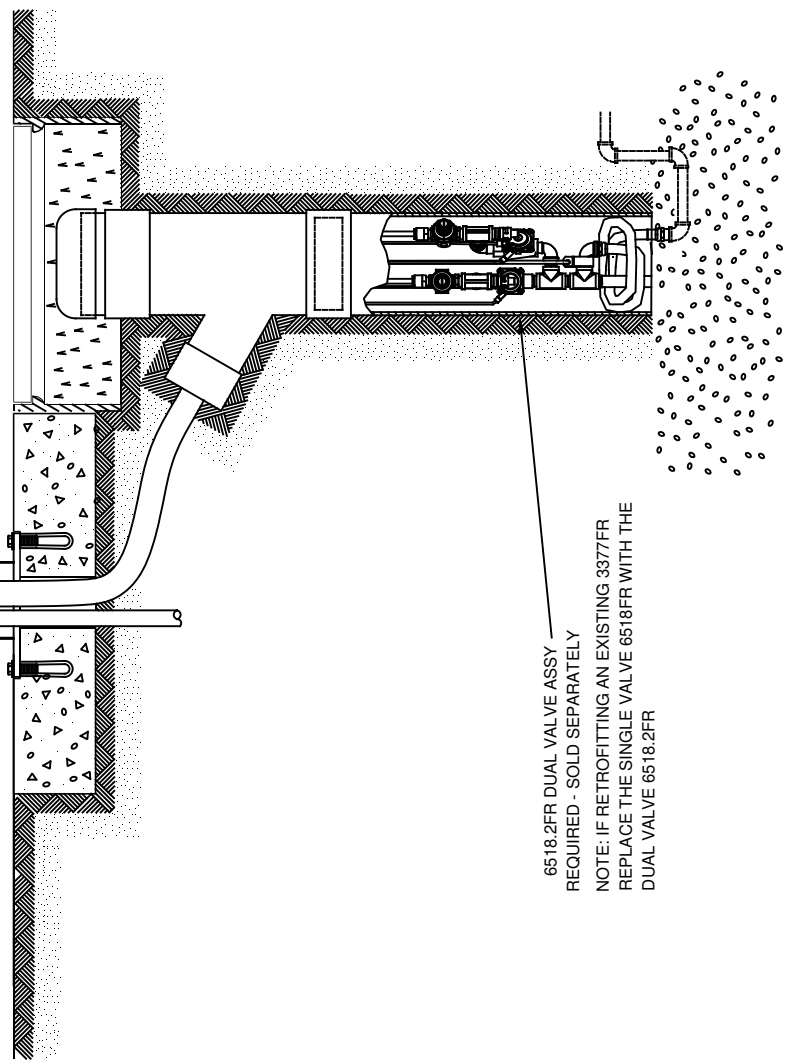 6518.2FR DUAL VALVE ASSY
REQUIRED - SOLD SEPARATELY
NOTE: IF RETROFITTING AN EXISTING 3377FR
REPLACE THE SINGLE VALVE 6518FR WITH THE
DUAL VALVE 6518.2FR